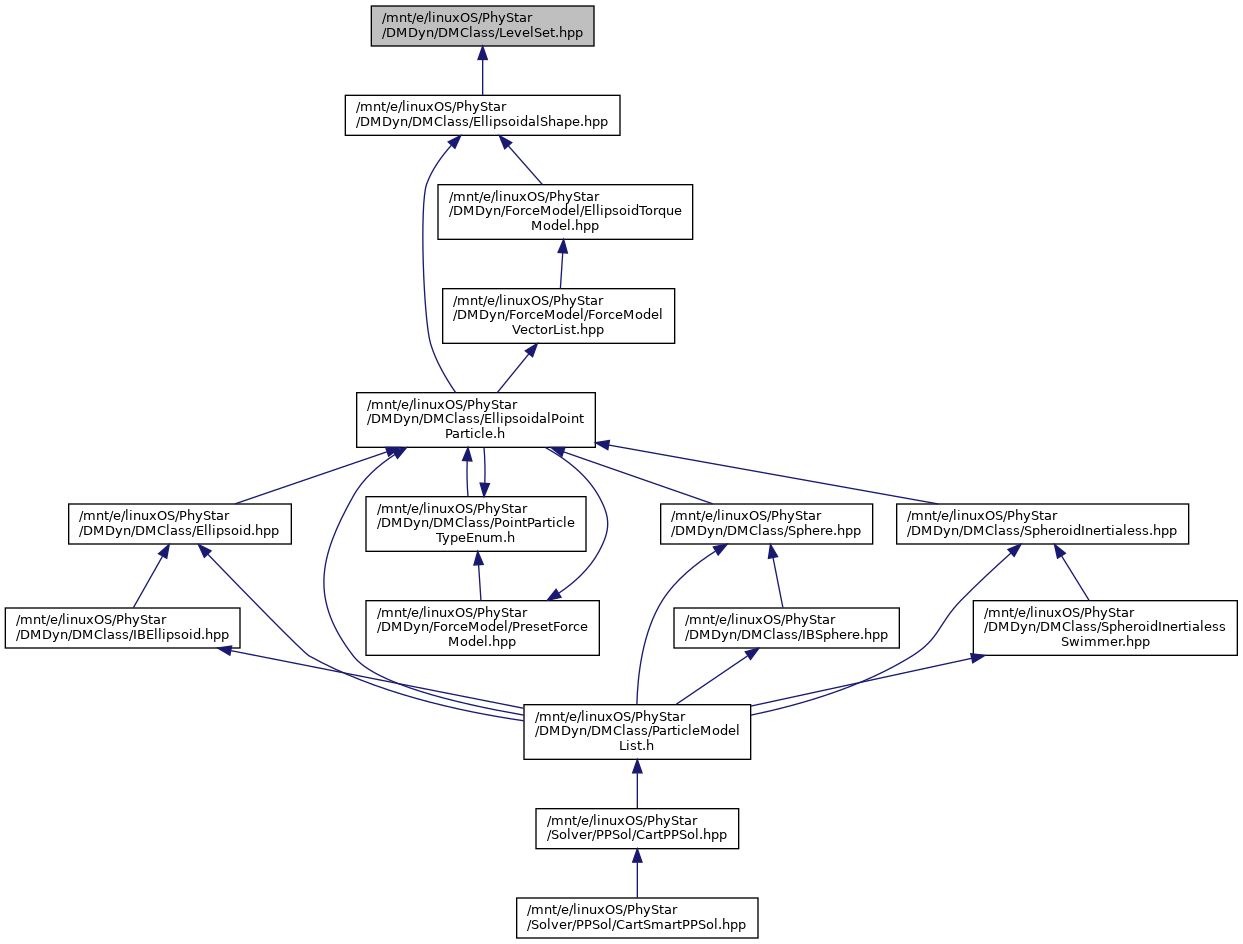 /mnt/e/linuxOS/PhyStar
/DMDyn/DMClass/LevelSet.hpp
/mnt/e/linuxOS/PhyStar
/DMDyn/DMClass/EllipsoidalShape.hpp
/mnt/e/linuxOS/PhyStar
/DMDyn/ForceModel/EllipsoidTorque
Model.hpp
/mnt/e/linuxOS/PhyStar
/DMDyn/ForceModel/ForceModel
VectorList.hpp
/mnt/e/linuxOS/PhyStar
/DMDyn/DMClass/EllipsoidalPoint
Particle.h
/mnt/e/linuxOS/PhyStar
/DMDyn/DMClass/Ellipsoid.hpp
/mnt/e/linuxOS/PhyStar
/DMDyn/DMClass/PointParticle
TypeEnum.h
/mnt/e/linuxOS/PhyStar
/DMDyn/DMClass/Sphere.hpp
/mnt/e/linuxOS/PhyStar
/DMDyn/DMClass/SpheroidInertialess.hpp
/mnt/e/linuxOS/PhyStar
/DMDyn/DMClass/IBEllipsoid.hpp
/mnt/e/linuxOS/PhyStar
/DMDyn/ForceModel/PresetForce
Model.hpp
/mnt/e/linuxOS/PhyStar
/DMDyn/DMClass/IBSphere.hpp
/mnt/e/linuxOS/PhyStar
/DMDyn/DMClass/SpheroidInertialess
Swimmer.hpp
/mnt/e/linuxOS/PhyStar
/DMDyn/DMClass/ParticleModel
List.h
/mnt/e/linuxOS/PhyStar
/Solver/PPSol/CartPPSol.hpp
/mnt/e/linuxOS/PhyStar
/Solver/PPSol/CartSmartPPSol.hpp